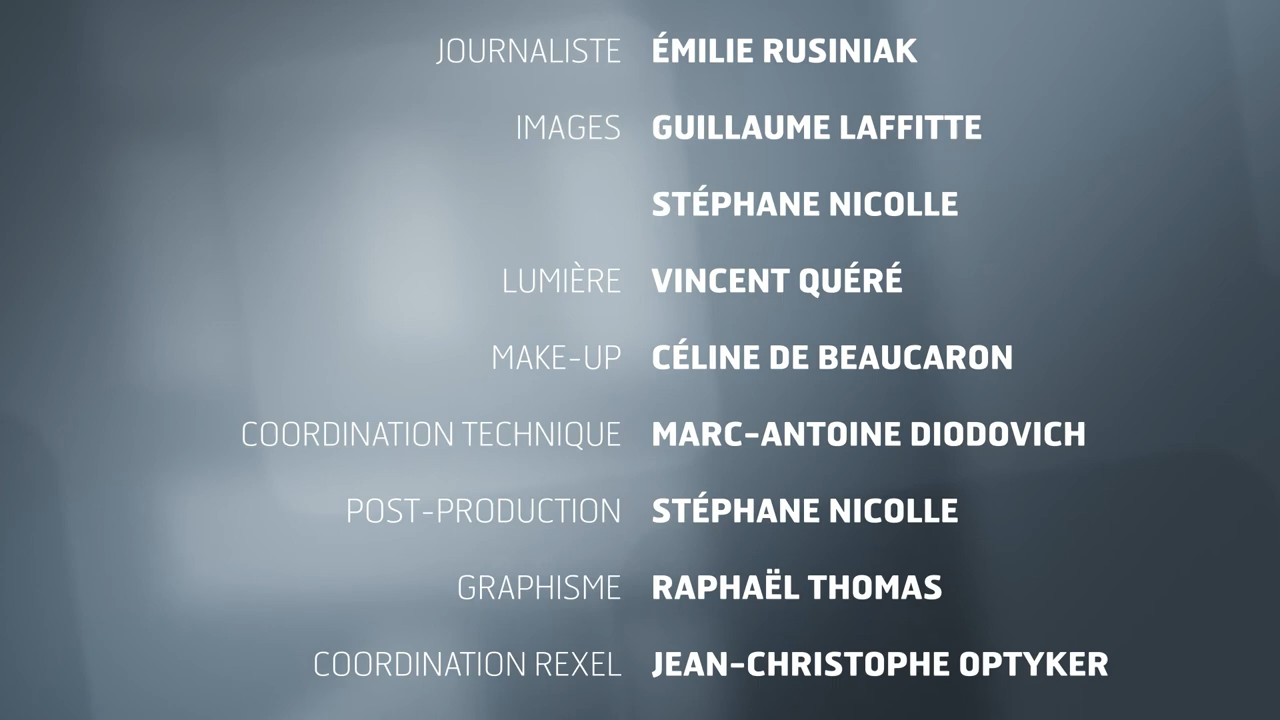 JOURNALISTE ÉMILIE RUSINIAK
IMAGES GUILLAUME LAFFITTE
STÉPHANE NICOLLE
LUMIÈRE VINCENT QUÉRÉ
MAKE-UP CÉLINE DE BEAUCARON
COORDINATION TECHNIQUE MARC-ANTOINE DIODOVICH
POST-PRODUCTION STÉPHANE NICOLLE
GRAPHISME RAPHAËL THOMAS
COORDINATION REXEL JEAN-CHRISTOPHE OPTYKER